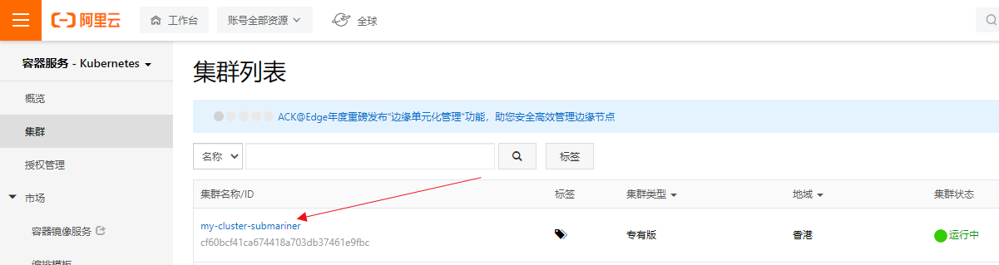 阿里云 工作台 账号全部资源 全球
容器服务 - Kubernetes
概览
集群
授权管理
市场
容器镜像服务
编排模板
集群列表
ACK@Edge年度重磅发布“边缘单元化管理”功能，助您安全高效管理边缘节点
名称 标签
集群名称/ID 标签 集群类型 地域 集群状态
my-cluster-submariner
cf60bcf41ca674418a703db37461e9fbc
专有版 香港 运行中